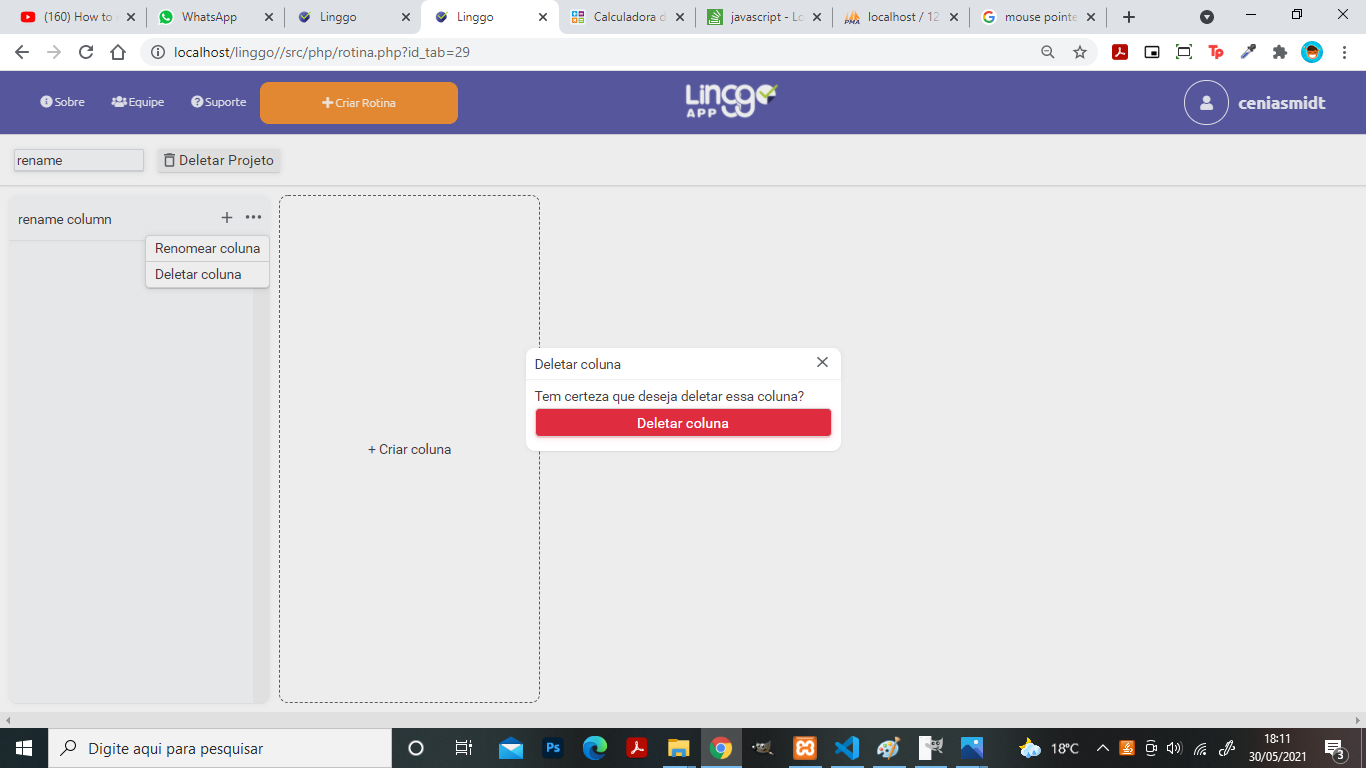 (160) How to
WhatsApp
Linggo
Linggo
Calculadora d
javascript - Lo
localhost / 12
mouse pointe
localhost/linggo//src/php/rotina.php?id_tab=29
Sobre
Equipe
Suporte
Criar Rotina
Lincgo
APP
ceniasmidt
rename
Deletar Projeto
rename column
Renomear coluna
Deletar coluna
+ Criar coluna
Deletar coluna
Tem certeza que deseja deletar essa coluna?
Deletar coluna
Digite aqui para pesquisar
Ps
18°C
18:11
30/05/2021
3